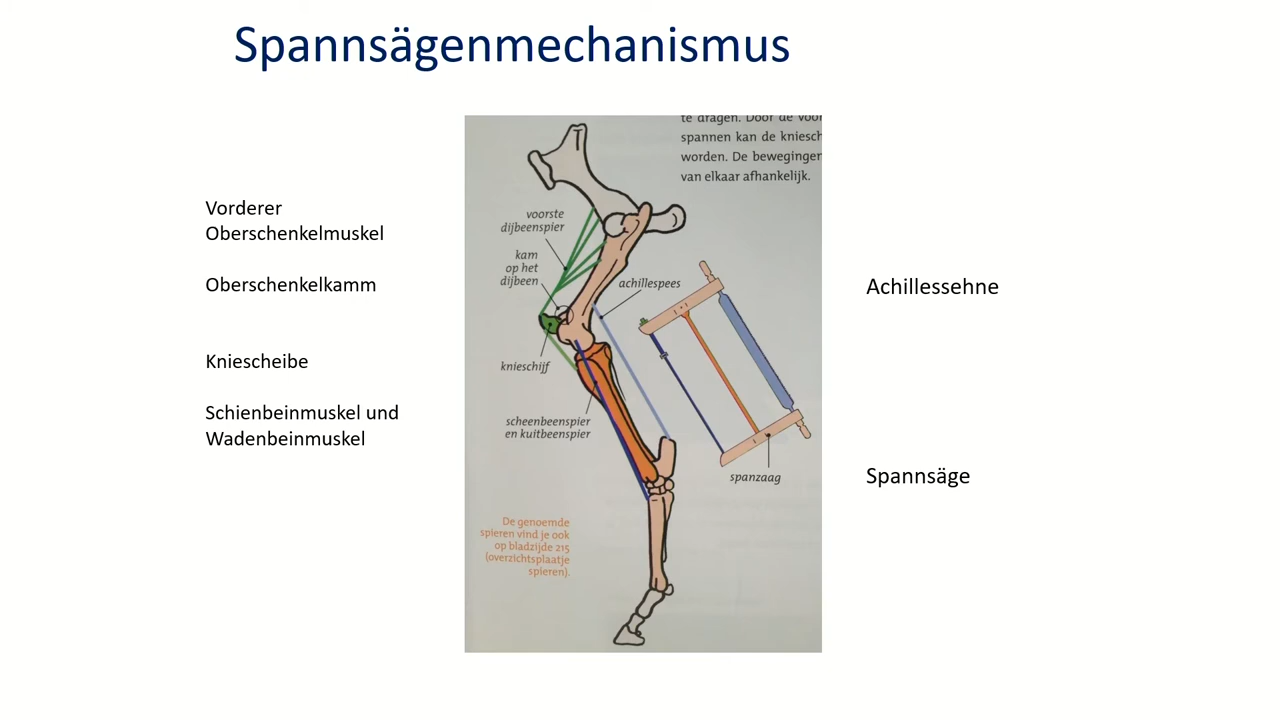 Spannsägenmechanismus
te dragen. Door de voor
spannen kan de kniesch
worden. De bewegingen
van elkaar afhankelijk.
Vorderer
Oberschenkelmuskel
Oberschenkelkamm
Kniescheibe
Schienbeinmuskel und
Wadenbeinmuskel
voorste
dijbeenspier
kam
op het
dijbeen
achillespees
knieschijf
scheenbeenspier
en kuitbeenspier
spanzaag
De genoemde
spieren vind je ook
op bladzijde 215
(overzichtsplaatje
spieren).
Achillessehne
Spannsäge